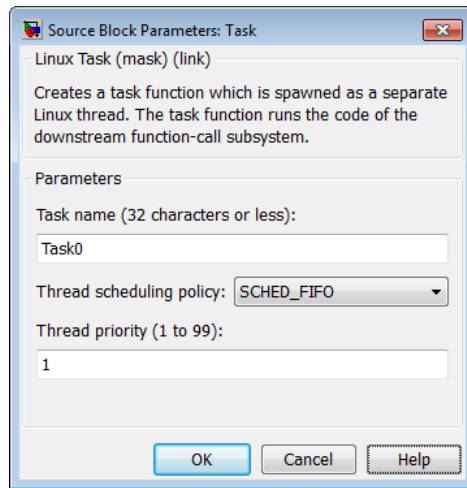 Source Block Parameters: Task
Linux Task (mask) (link)
Creates a task function which is spawned as a separate
Linux thread. The task function runs the code of the
downstream function-call subsystem.
Parameters
Task name (32 characters or less):
Task0
Thread scheduling policy: SCHED_FIFO
Thread priority (1 to 99):
1
OK Cancel Help